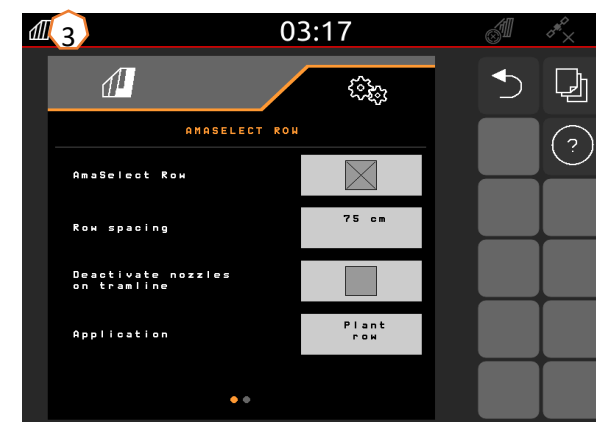 3
03:17
AMASELECT ROW
AmaSelect Row
Row spacing
75 cm
Deactivate nozzles
on tramline
Application
Plant
row
?